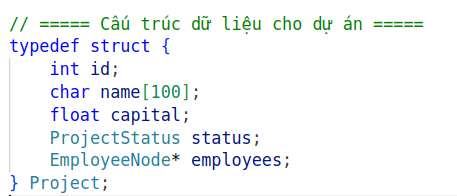 // ===== Cấu trúc dữ liệu cho dự án =====
typedef struct {
    int id;
    char name[100];
    float capital;
    ProjectStatus status;
    EmployeeNode* employees;
} Project;